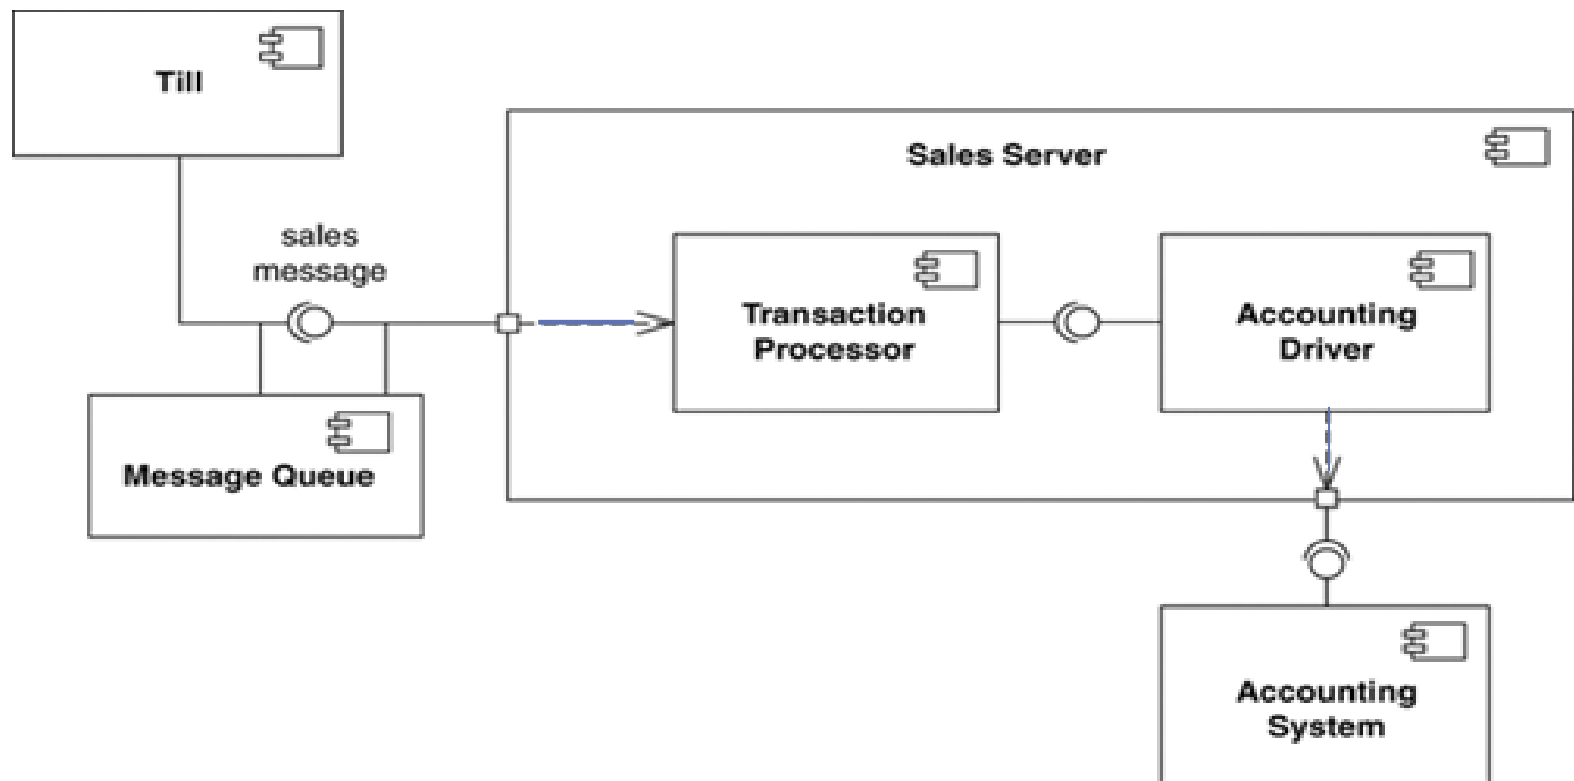 Till
Sales Server
sales
message
Transaction
Processor
Accounting
Driver
Message Queue
Accounting
System